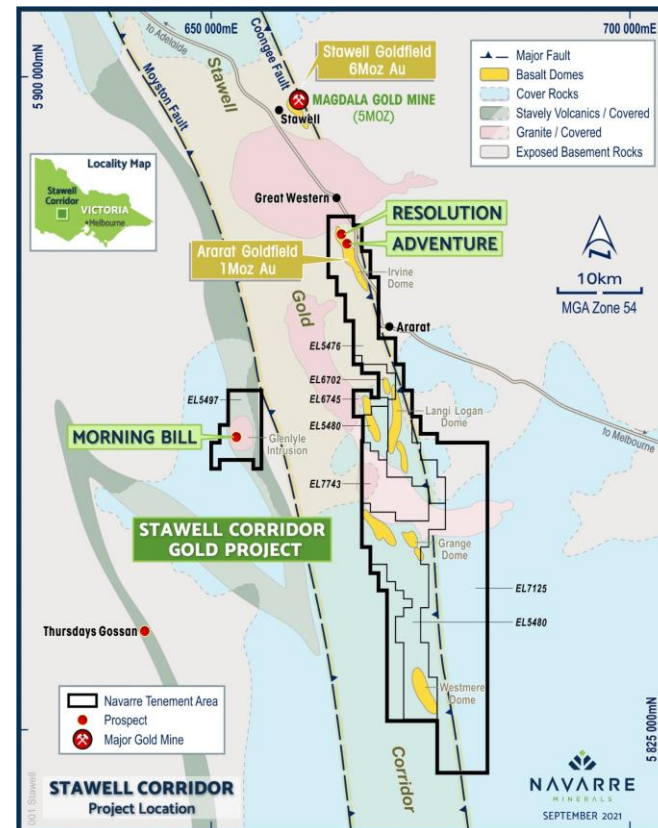 650 000mE
700 000mE
5 900 000mN
5 825 000mN
to Adelaide
Moyston Fault
Stawell
Coongee Fault
Stawell Goldfield
6Moz Au
MAGDALA GOLD MINE
(5MOZ)
Stawell
Major Fault
Basalt Domes
Cover Rocks
Stavely Volcanics / Covered
Granite / Covered
Exposed Basement Rocks
Locality Map
Stawell
Corridor
VICTORIA
Melbourne
Great Western
RESOLUTION
ADVENTURE
Ararat Goldfield
1Moz Au
Irvine
Dome
10km
MGA Zone 54
Gold
Ararat
EL5476
EL6702
EL6745
EL5480
EL5497
Langi Logan
Dome
to Melbourne
MORNING BILL
Glenlyle
Intrusion
EL7743
STAWELL CORRIDOR
GOLD PROJECT
Grange
Dome
EL7125
EL5480
Thursdays Gossan
Westmere
Dome
Navarre Tenement Area
Prospect
Major Gold Mine
Corridor
STAWELL CORRIDOR
Project Location
001 Stawell
NAVARRE
MINERALS
SEPTEMBER 2021